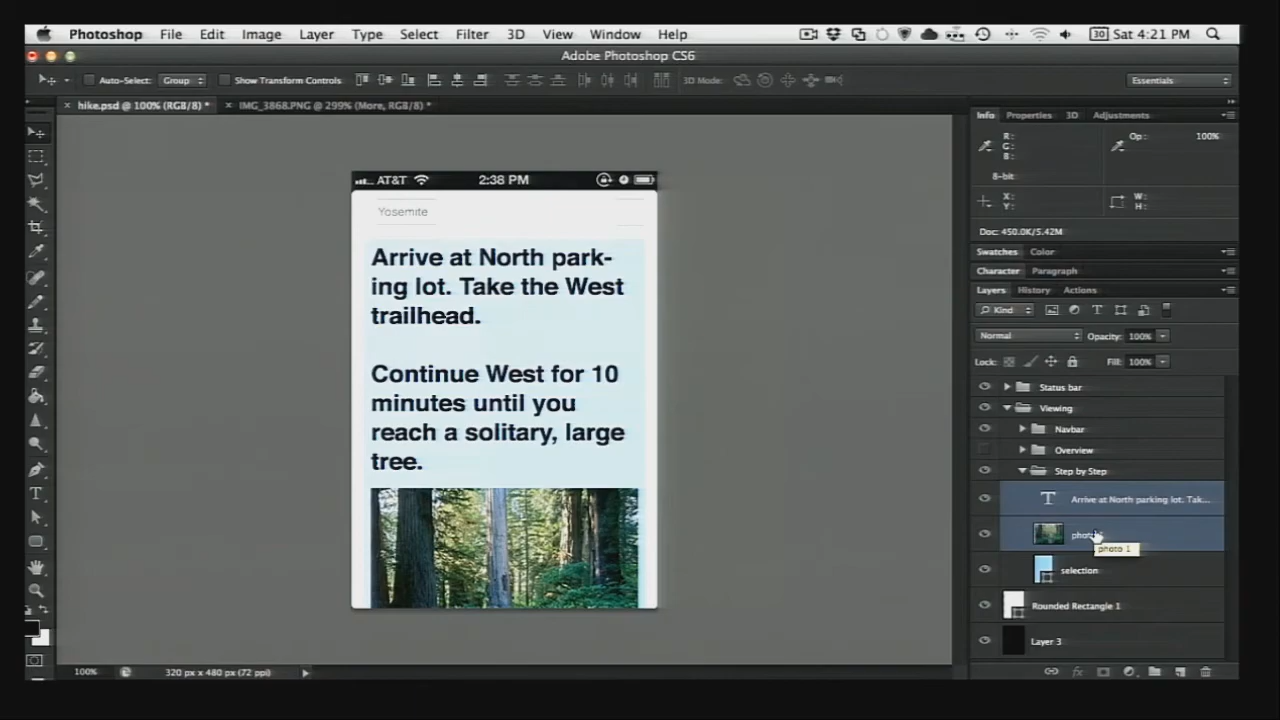 Photoshop File Edit Image Layer Type Select Filter 3D View Window Help 30 Sat 4:21 PM
Adobe Photoshop CS6
Auto-Select: Group Show Transform Controls 3D Mode: Essentials
× hike.psd @ 100% (RGB/8) * × IMG_3868.PNG @ 299% (More, RGB/8) *
Info Properties 3D Adjustments
R: Op: 100%
G:
B:
8-bit
X: W:
Y: H:
Doc: 450.0K/5.42M
Swatches Color
Character Paragraph
Layers History Actions
Kind
Normal Opacity: 100%
Lock: Fill: 100%
Status bar
Viewing
Navbar
Overview
Step by Step
T Arrive at North parking lot. Tak...
photo 1
selection
Rounded Rectangle 1
Layer 3
fx
AT&T 2:38 PM
Yosemite
Arrive at North park-
ing lot. Take the West
trailhead.
Continue West for 10
minutes until you
reach a solitary, large
tree.
100% 320 px x 480 px (72 ppi)